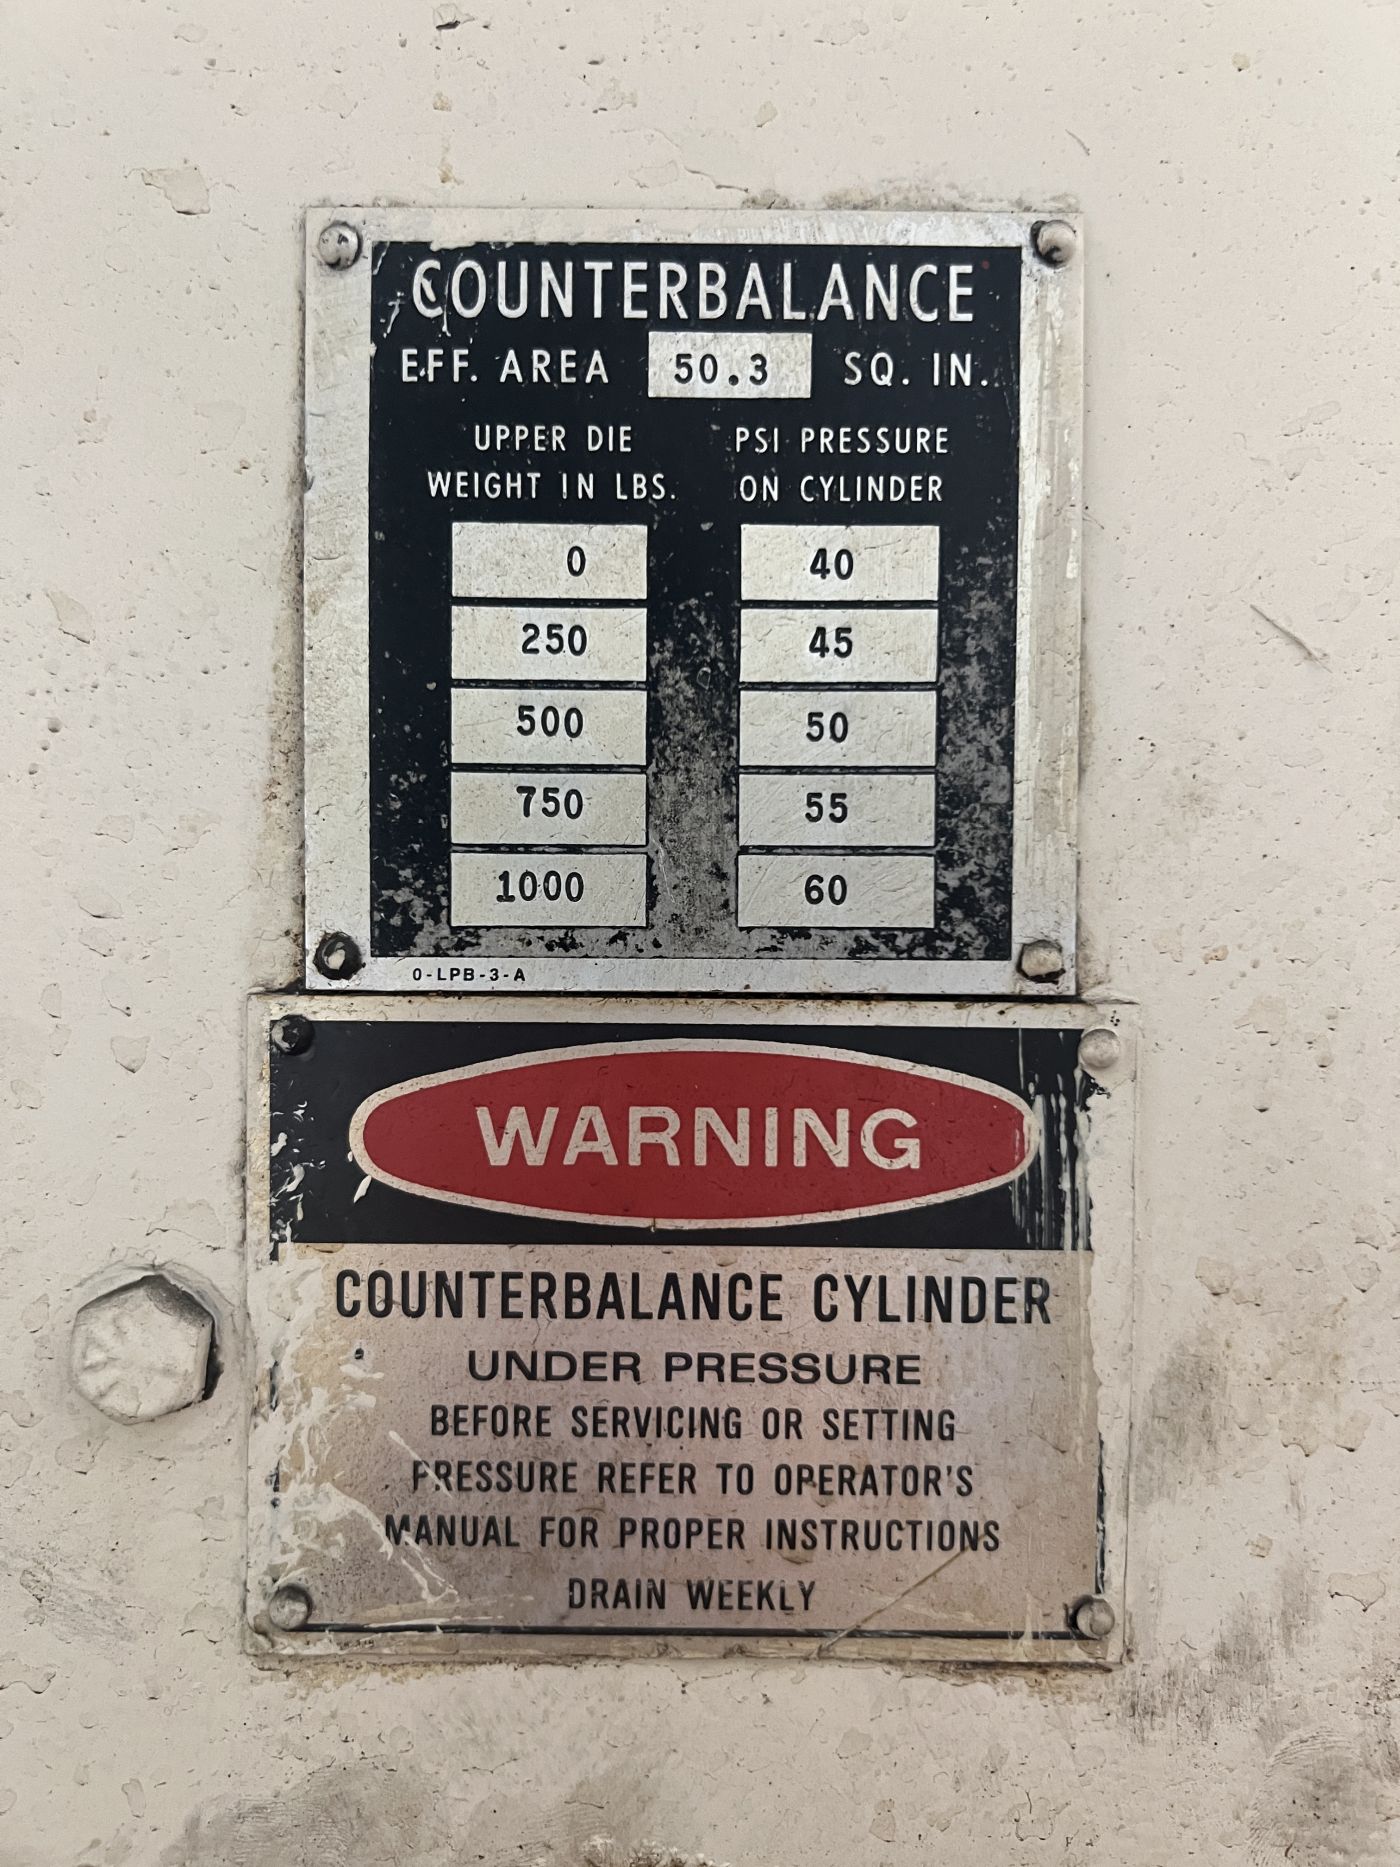 COUNTERBALANCE
EFF. AREA 50.3 SQ. IN.
UPPER DIE PSI PRESSURE
WEIGHT IN LBS. ON CYLINDER
0 40
250 45
500 50
750 55
1000 60
0-LPB-3-A
WARNING
COUNTERBALANCE CYLINDER
UNDER PRESSURE
BEFORE SERVICING OR SETTING
PRESSURE REFER TO OPERATOR'S
MANUAL FOR PROPER INSTRUCTIONS
DRAIN WEEKLY